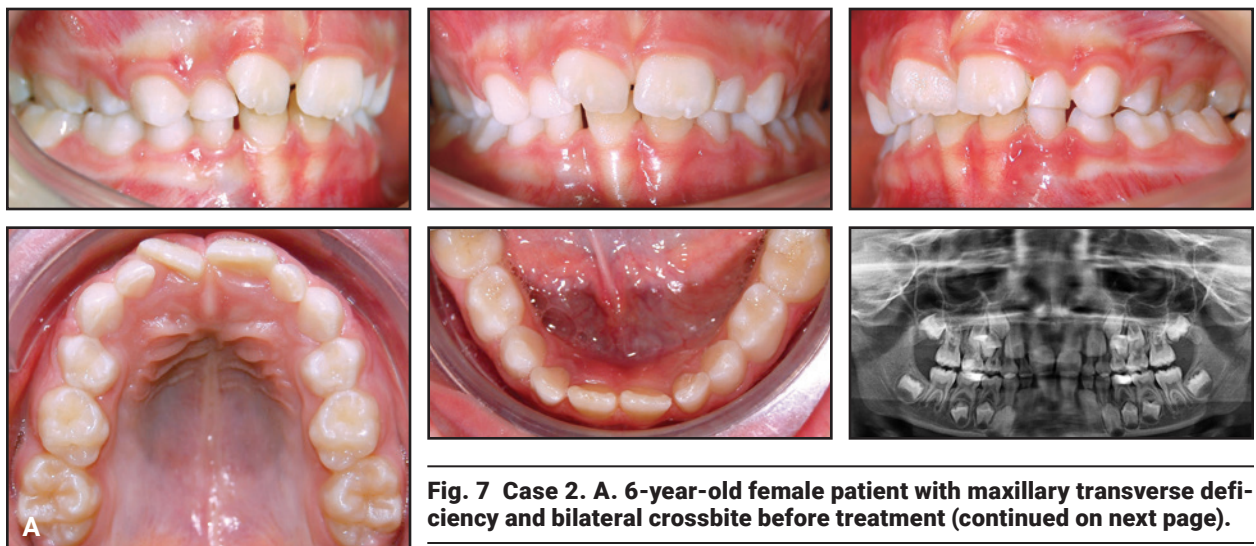 A
Fig. 7 Case 2. A. 6-year-old female patient with maxillary transverse defi-
ciency and bilateral crossbite before treatment (continued on next page).